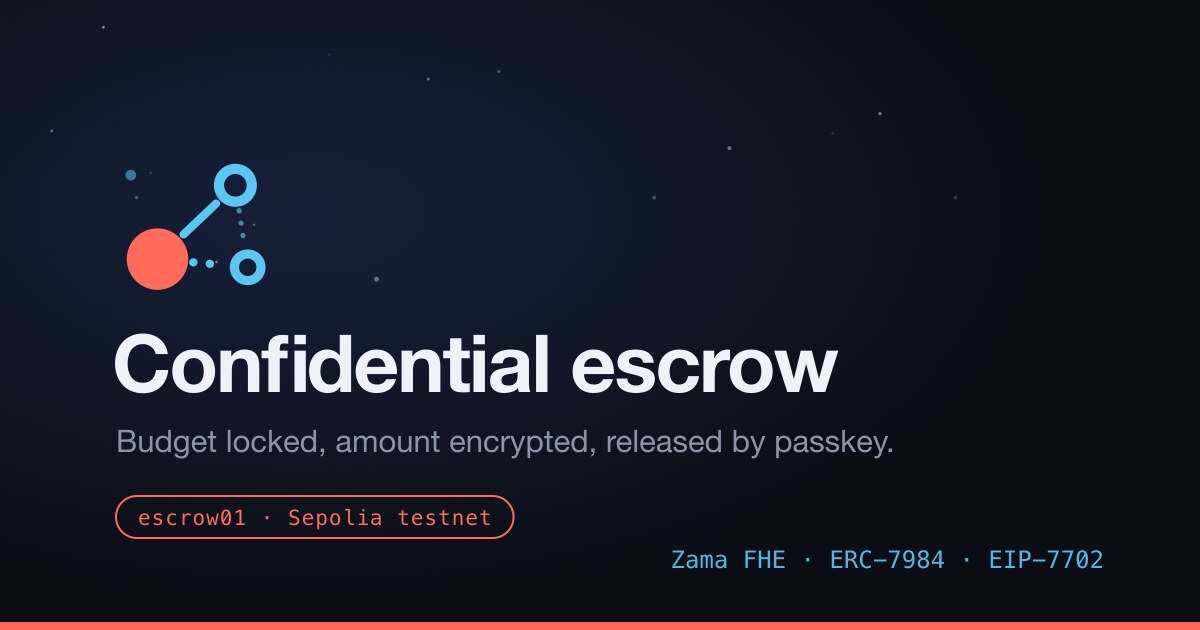 Confidential escrow
Budget locked, amount encrypted, released by passkey.
escrow01 · Sepolia testnet
Zama FHE · ERC–7984 · EIP–7702